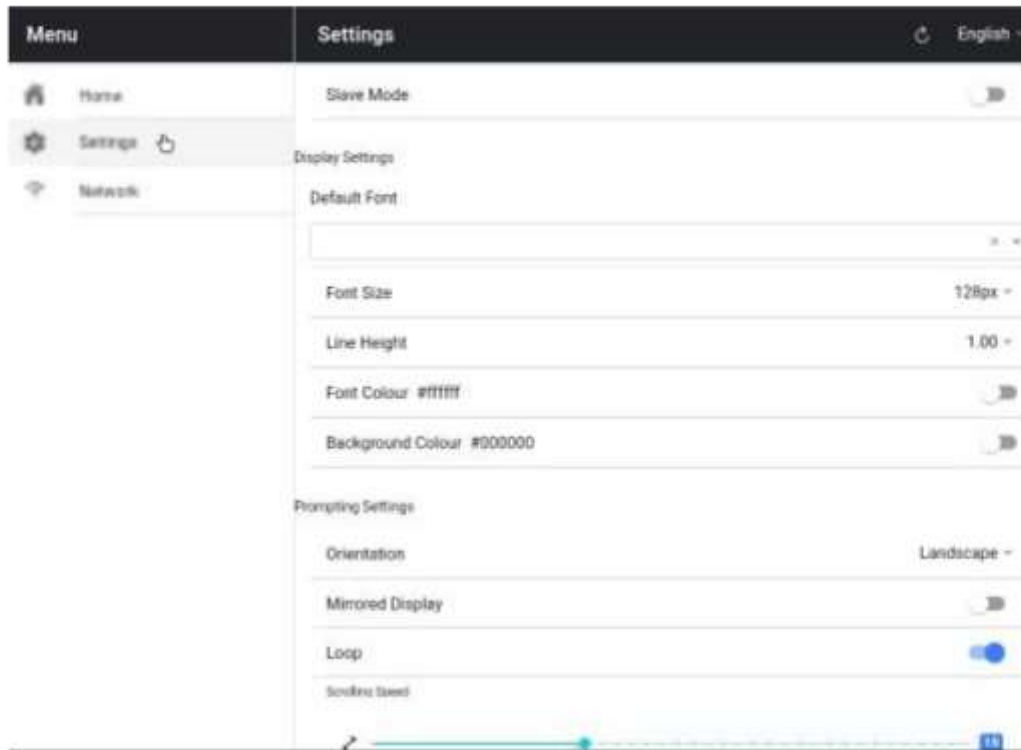 Menu
Settings
English
Home
Settings
Network
Slave Mode
Display Settings
Default Font
Font Size 128px
Line Height 1.00
Font Colour #ffffff
Background Colour #000000
Prompting Settings
Orientation Landscape
Mirrored Display
Loop
Scrolling Speed